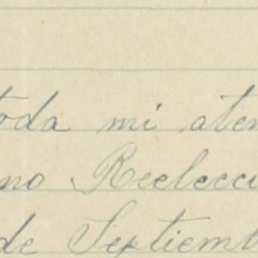 toda mi aten
no Reelecci
de Septiemb